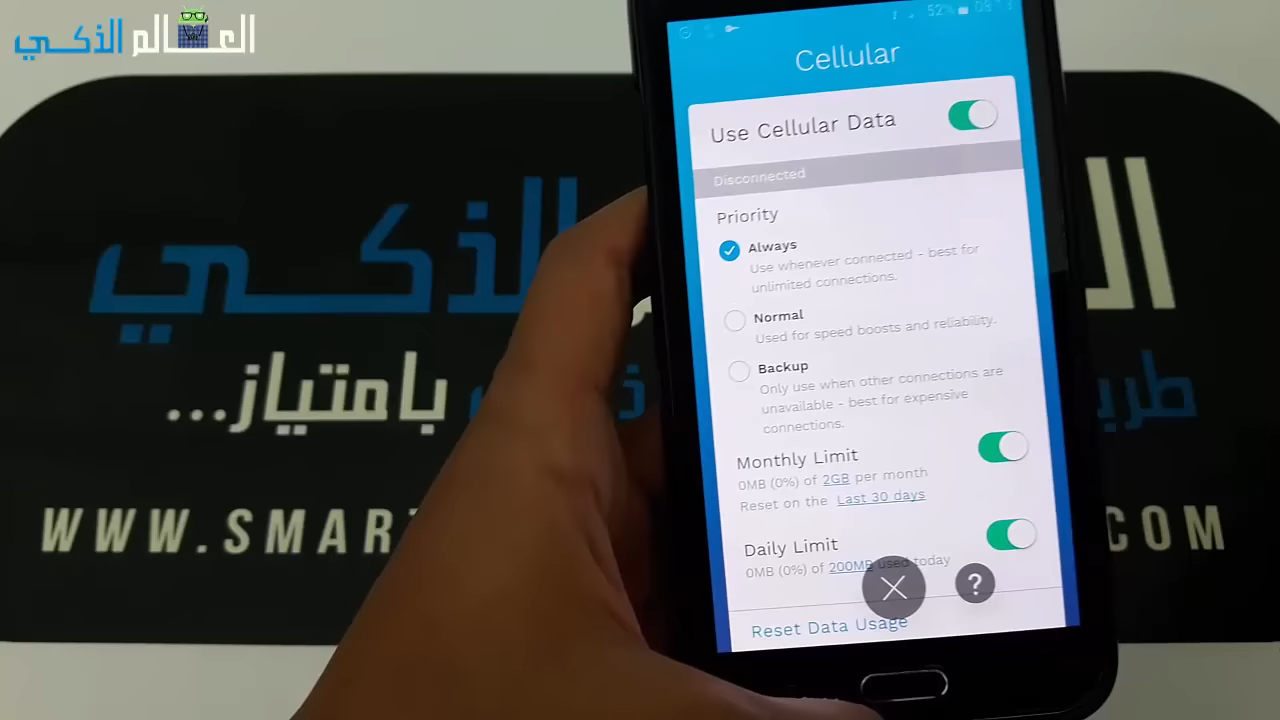 العالم الذكي
52%
Cellular
Use Cellular Data
Disconnected
Priority
Always
Use whenever connected - best for
unlimited connections.
Normal
Used for speed boosts and reliability.
Backup
Only use when other connections are
unavailable - best for expensive
connections.
Monthly Limit
0MB (0%) of 2GB per month
Reset on the Last 30 days
Daily Limit
0MB (0%) of 200MB used today
?
Reset Data Usage
الذكي
بامتياز...
WWW.SMAR
COM